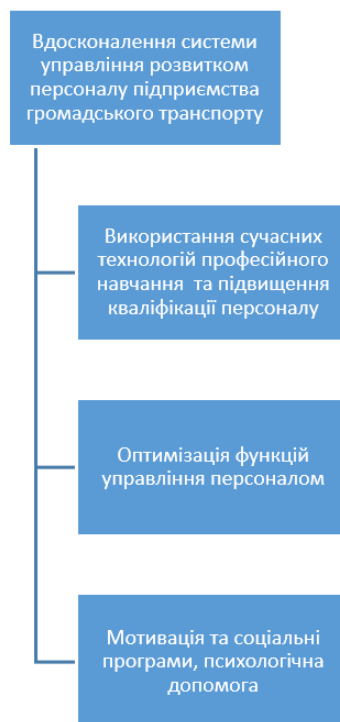 Вдосконалення системи
управління розвитком
персоналу підприємства
громадського транспорту
Використання сучасних
технологій професійного
навчання та підвищення
кваліфікації персоналу
Оптимізація функцій
управління персоналом
Мотивація та соціальні
програми, психологічна
допомога